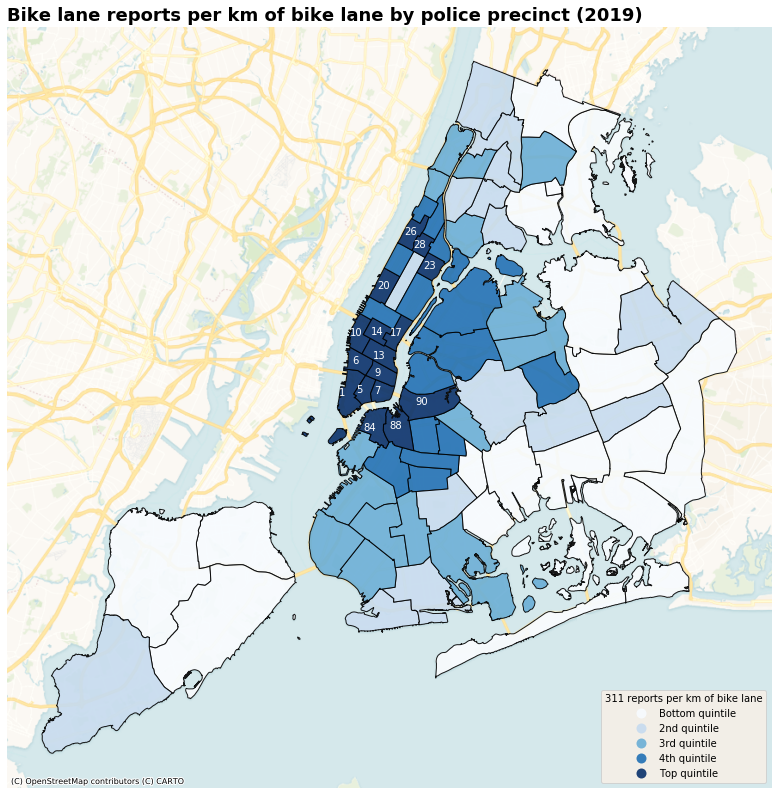 Bike lane reports per km of bike lane by police precinct (2019)
26
28
23
20
10
14
17
6
13
9
1
5
7
90
84
88
311 reports per km of bike lane
Bottom quintile
2nd quintile
3rd quintile
4th quintile
Top quintile
(C) OpenStreetMap contributors (C) CARTO